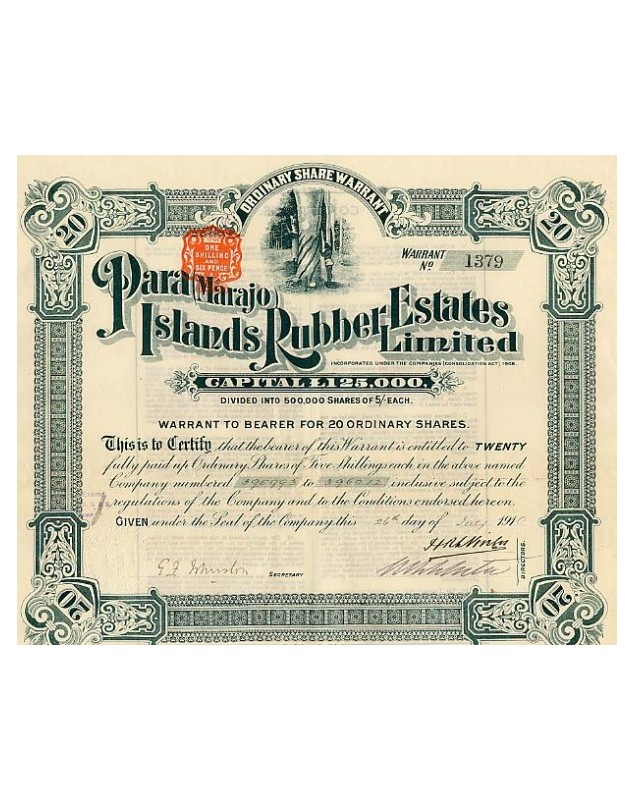 ORDINARY SHARE WARRANT
20
20
ONE
SHILLING
AND
SIX PENCE
WARRANT
No 1379
Para (Marajo)
Islands Rubber Estates
Limited
INCORPORATED UNDER THE COMPANIES (CONSOLIDATION ACT) 1908.
CAPITAL £125,000,
DIVIDED INTO 500,000 SHARES OF 5/- EACH.
WARRANT TO BEARER FOR 20 ORDINARY SHARES.
This is to Certify that the bearer of this Warrant is entitled to TWENTY
fully paid up Ordinary Shares of Five Shillings each in the above named
Company numbered 395993 to 396012 inclusive subject to the
regulations of the Company and to the Conditions endorsed hereon.
GIVEN under the Seal of the Company this 26th day of July 1910
SECRETARY
DIRECTORS.
20
20